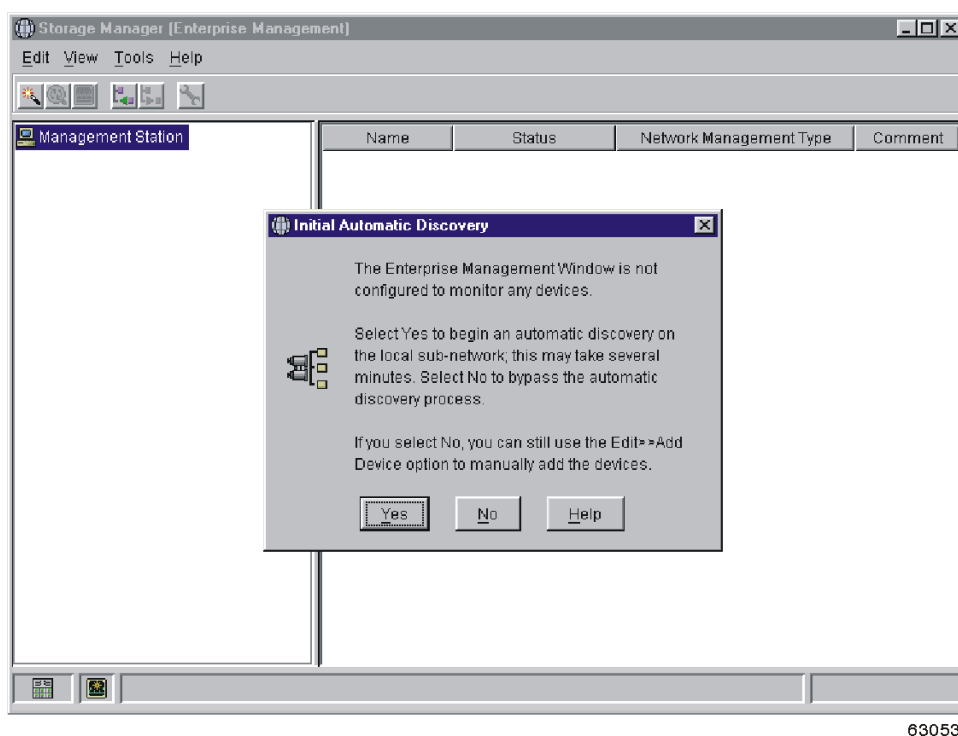 Storage Manager (Enterprise Management)
Edit View Tools Help
Management Station
Name Status Network Management Type Comment
Initial Automatic Discovery
The Enterprise Management Window is not
configured to monitor any devices.
Select Yes to begin an automatic discovery on
the local sub-network; this may take several
minutes. Select No to bypass the automatic
discovery process.
If you select No, you can still use the Edit>>Add
Device option to manually add the devices.
Yes No Help
63053